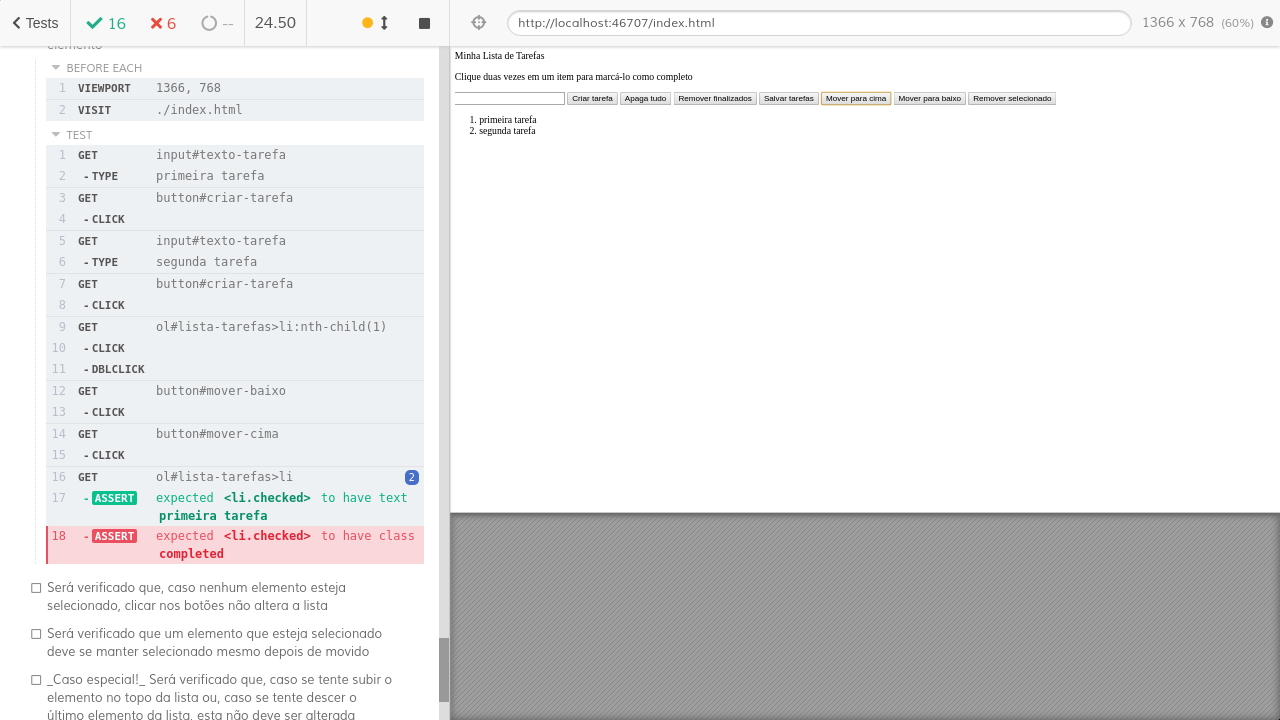 Tests
16
6
--
24.50
http://localhost:46707/index.html
1366 x 768 (60%)
elemento
BEFORE EACH
1 VIEWPORT 1366, 768
2 VISIT ./index.html
TEST
1 GET input#texto-tarefa
2 -TYPE primeira tarefa
3 GET button#criar-tarefa
4 -CLICK
5 GET input#texto-tarefa
6 -TYPE segunda tarefa
7 GET button#criar-tarefa
8 -CLICK
9 GET ol#lista-tarefas>li:nth-child(1)
10 -CLICK
11 -DBLCLICK
12 GET button#mover-baixo
13 -CLICK
14 GET button#mover-cima
15 -CLICK
16 GET ol#lista-tarefas>li 2
17 -ASSERT expected <li.checked> to have text
primeira tarefa
18 -ASSERT expected <li.checked> to have class
completed
Será verificado que, caso nenhum elemento esteja
selecionado, clicar nos botões não altera a lista
Será verificado que um elemento que esteja selecionado
deve se manter selecionado mesmo depois de movido
_Caso especial!_ Será verificado que, caso se tente subir o
elemento no topo da lista ou, caso se tente descer o
último elemento da lista, esta não deve ser alterada
Minha Lista de Tarefas
Clique duas vezes em um item para marcá-lo como completo
Criar tarefa Apaga tudo Remover finalizados Salvar tarefas Mover para cima Mover para baixo Remover selecionado
1. primeira tarefa
2. segunda tarefa